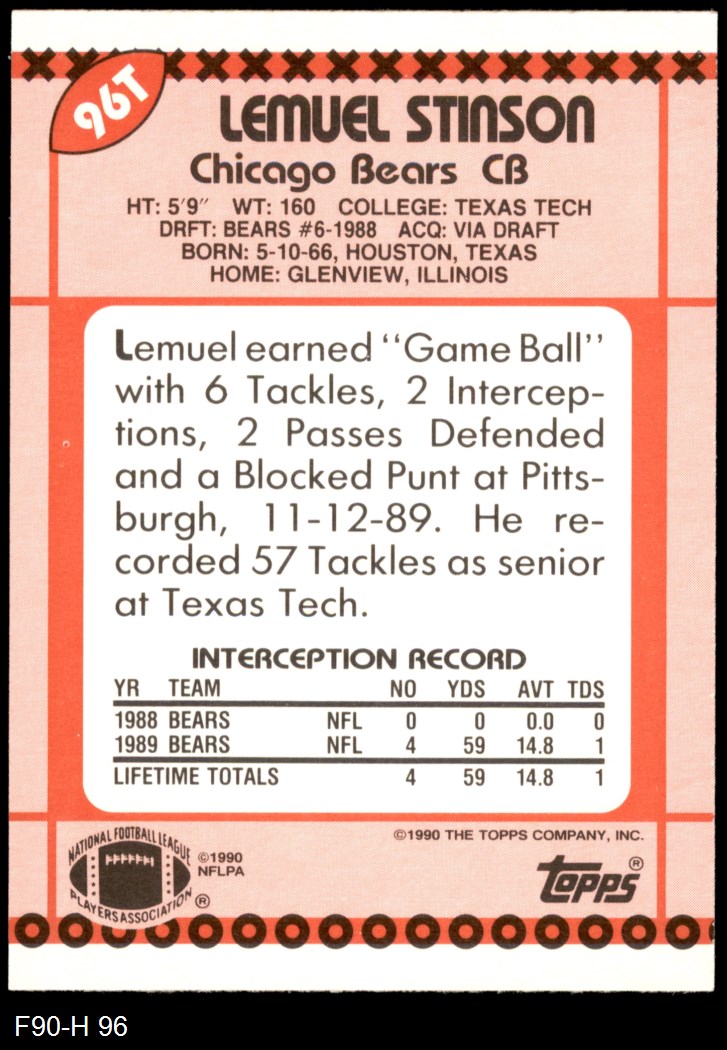 96T
LEMUEL STINSON
Chicago Bears CB
HT: 5'9" WT: 160 COLLEGE: TEXAS TECH
DRFT: BEARS #6-1988 ACQ: VIA DRAFT
BORN: 5-10-66, HOUSTON, TEXAS
HOME: GLENVIEW, ILLINOIS
Lemuel earned "Game Ball"
with 6 Tackles, 2 Intercep-
tions, 2 Passes Defended
and a Blocked Punt at Pitts-
burgh, 11-12-89. He re-
corded 57 Tackles as senior
at Texas Tech.
INTERCEPTION RECORD
YR TEAM NO YDS AVT TDS
1988 BEARS NFL 0 0 0.0 0
1989 BEARS NFL 4 59 14.8 1
LIFETIME TOTALS 4 59 14.8 1
©1990 THE TOPPS COMPANY, INC.
NATIONAL FOOTBALL LEAGUE
PLAYERS ASSOCIATION ®
©1990
NFLPA
topps®
F90-H 96